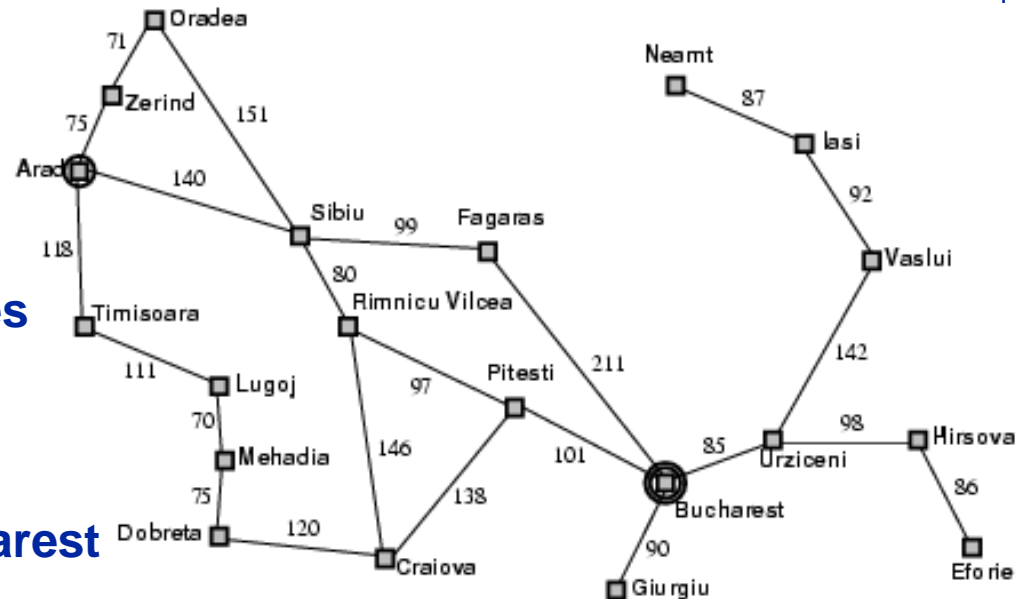 Oradea
71
Neamt
Zerind
87
151
75
Iasi
Arad
140
92
Sibiu
99
Fagaras
118
80
Vaslui
Timisoara
Rimnicu Vilcea
142
111
211
Lugoj
97
Pitesti
70
98
146
85
Hirsova
Mehadia
101
Urziceni
75
138
86
Bucharest
Dobreta
120
90
Craiova
Eforie
Giurgiu
es
arest